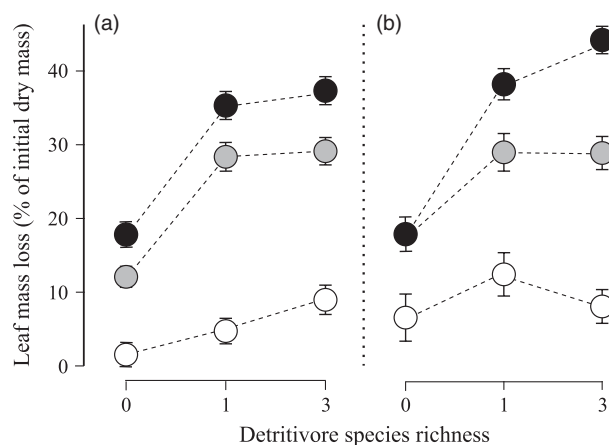 (a)
(b)
Leaf mass loss (% of initial dry mass)
40
30
20
10
0
0
1
3
0
1
3
Detritivore species richness